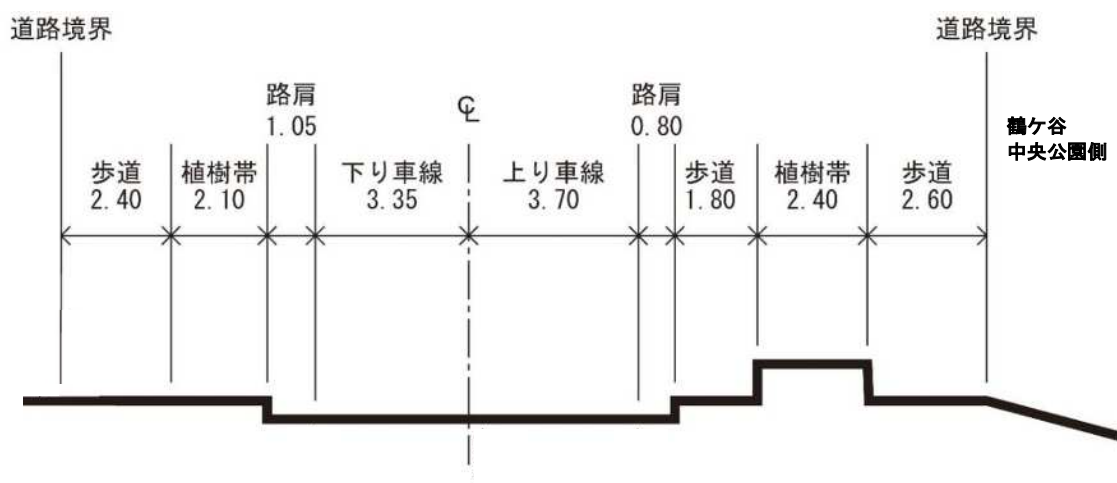 道路境界
道路境界
路肩
1.05
℄
路肩
0.80
鶴ケ谷
中央公園側
歩道
2.40
植樹帯
2.10
下り車線
3.35
上り車線
3.70
歩道
1.80
植樹帯
2.40
歩道
2.60